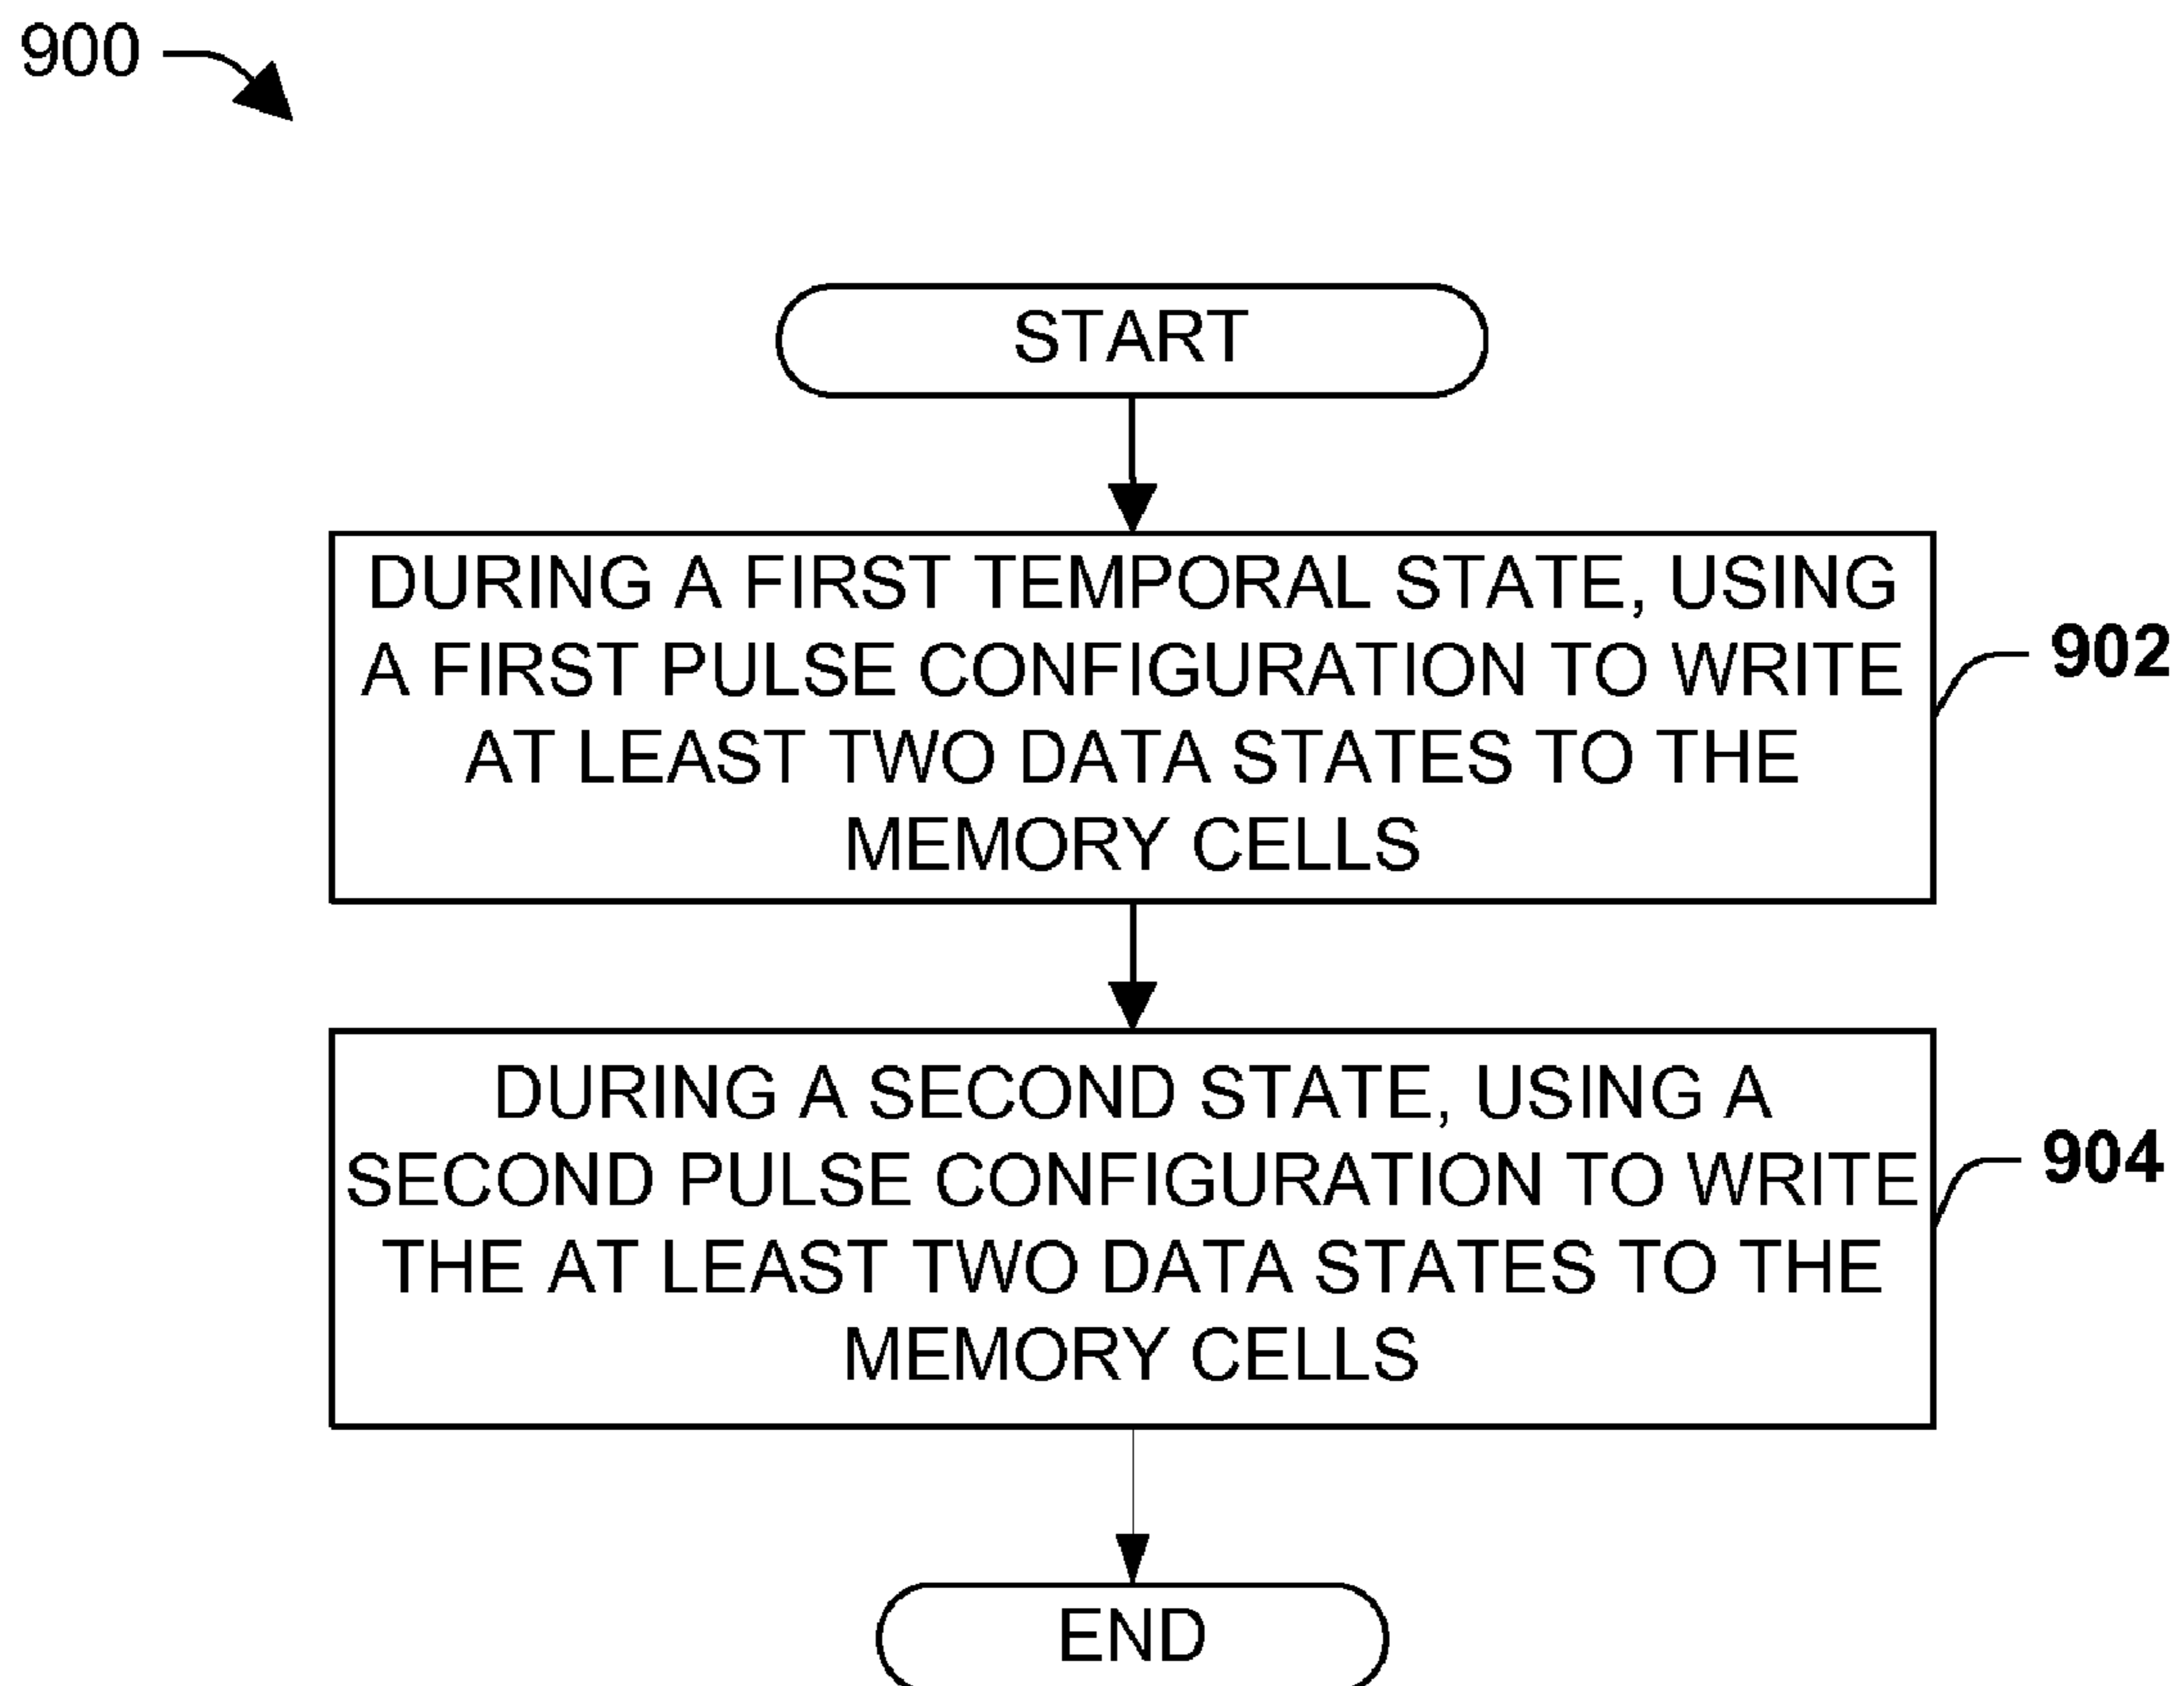 900
START
DURING A FIRST TEMPORAL STATE, USING
A FIRST PULSE CONFIGURATION TO WRITE
AT LEAST TWO DATA STATES TO THE
MEMORY CELLS
902
DURING A SECOND STATE, USING A
SECOND PULSE CONFIGURATION TO WRITE
THE AT LEAST TWO DATA STATES TO THE
MEMORY CELLS
904
END